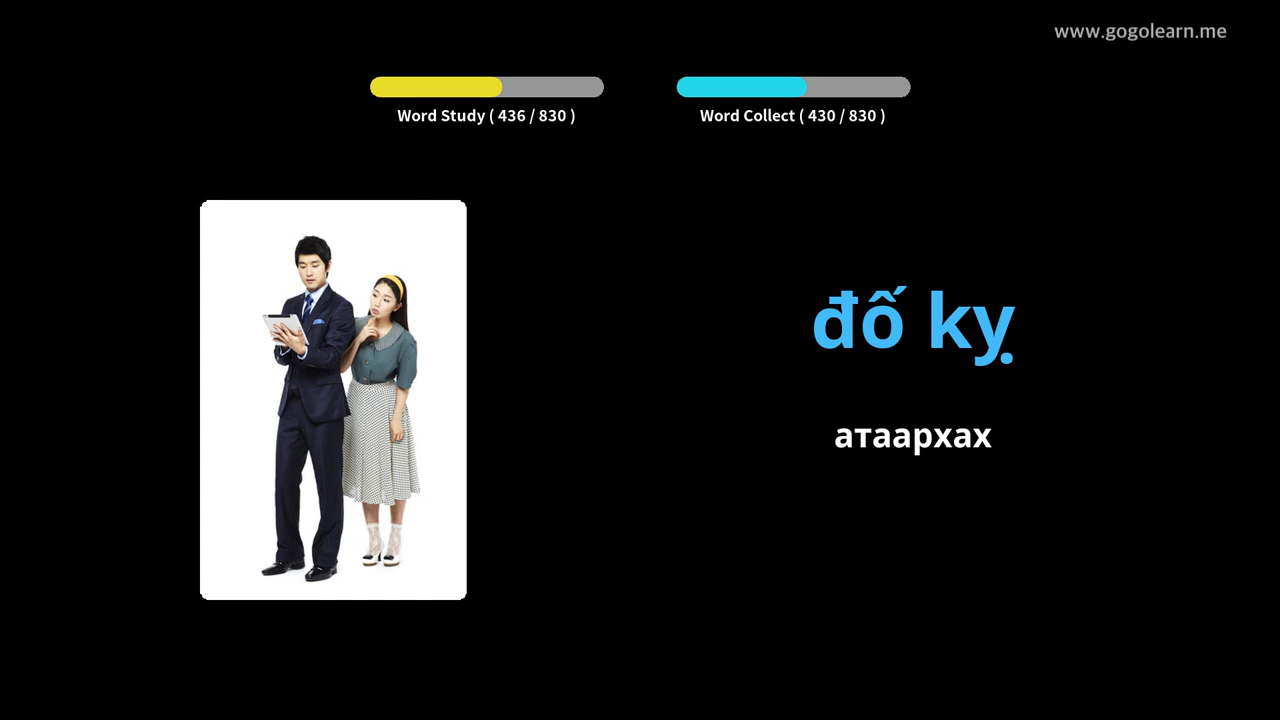 www.gogolearn.me
Word Study ( 436 / 830 )
Word Collect ( 430 / 830 )
đố kỵ
атаархах